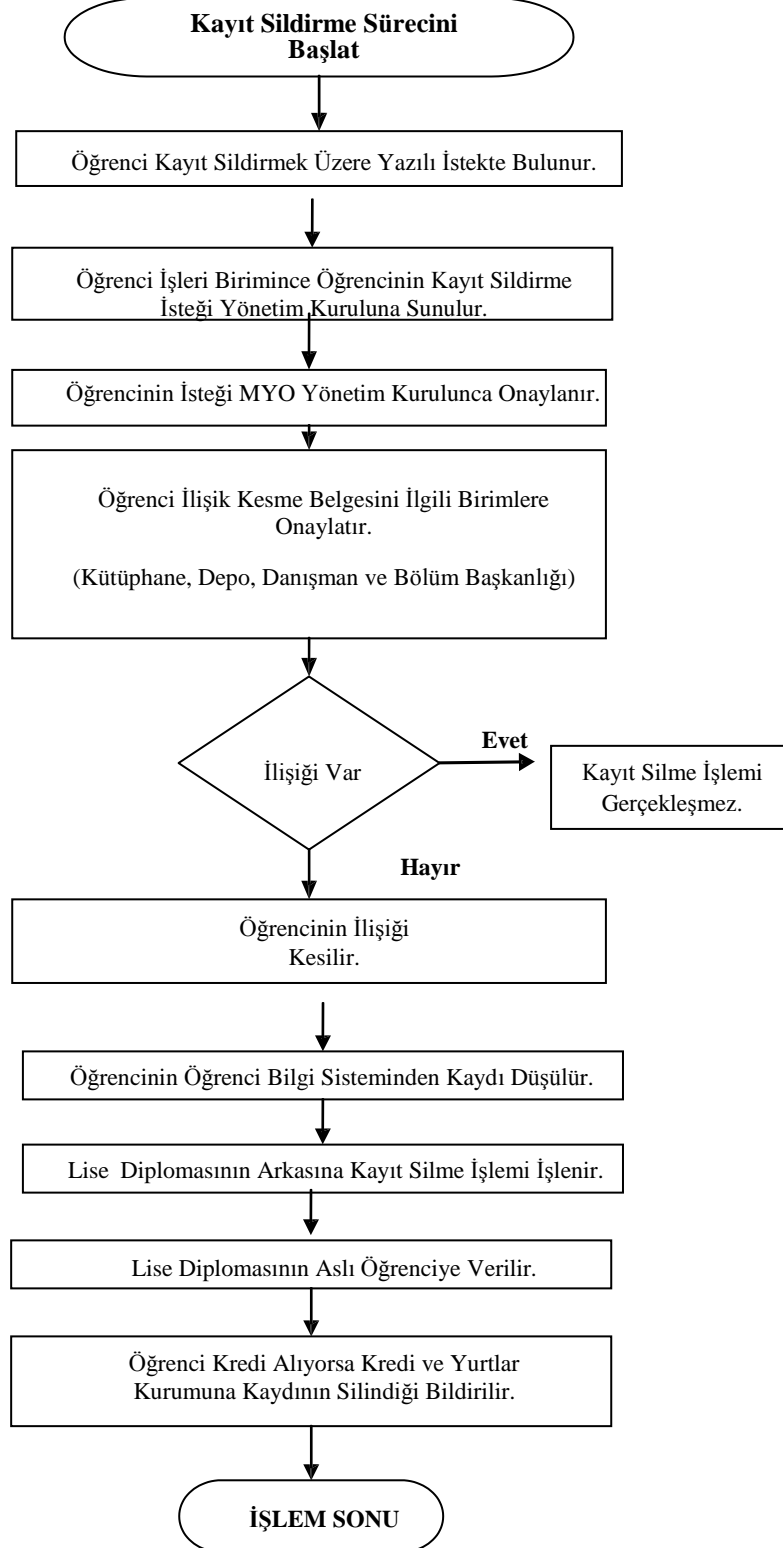 Kayıt Sildirme Sürecini
Başlat
Öğrenci Kayıt Sildirmek Üzere Yazılı İstekte Bulunur.
Öğrenci İşleri Birimince Öğrencinin Kayıt Sildirme
İsteği Yönetim Kuruluna Sunulur.
Öğrencinin İsteği MYO Yönetim Kurulunca Onaylanır.
Öğrenci İlişik Kesme Belgesini İlgili Birimlere
Onaylatır.
(Kütüphane, Depo, Danışman ve Bölüm Başkanlığı)
İlişiği Var
Evet
Kayıt Silme İşlemi
Gerçekleşmez.
Hayır
Öğrencinin İlişiği
Kesilir.
Öğrencinin Öğrenci Bilgi Sisteminden Kaydı Düşülür.
Lise Diplomasının Arkasına Kayıt Silme İşlemi İşlenir.
Lise Diplomasının Aslı Öğrenciye Verilir.
Öğrenci Kredi Alıyorsa Kredi ve Yurtlar
Kurumuna Kaydının Silindiği Bildirilir.
İŞLEM SONU